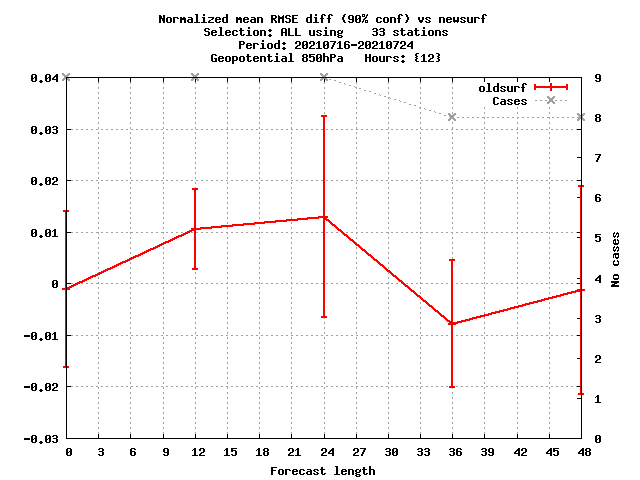 Normalized mean RMSE diff (90% conf) vs newsurf
Selection: ALL using    33 stations
Period: 20210716-20210724
Geopotential 850hPa   Hours: {12}
oldsurf
Cases
0.04
0.03
0.02
0.01
0
-0.01
-0.02
-0.03
9
8
7
6
5
4
3
2
1
0
No cases
0 3 6 9 12 15 18 21 24 27 30 33 36 39 42 45 48
Forecast length